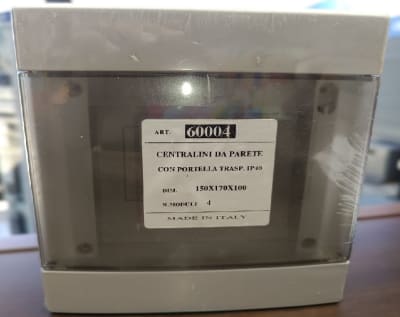 ART. 60004
CENTRALINI DA PARETE
CON PORTELLA TRASP. IP40
DIM. 150X170X100
N.MODULI 4
MADE IN ITALY